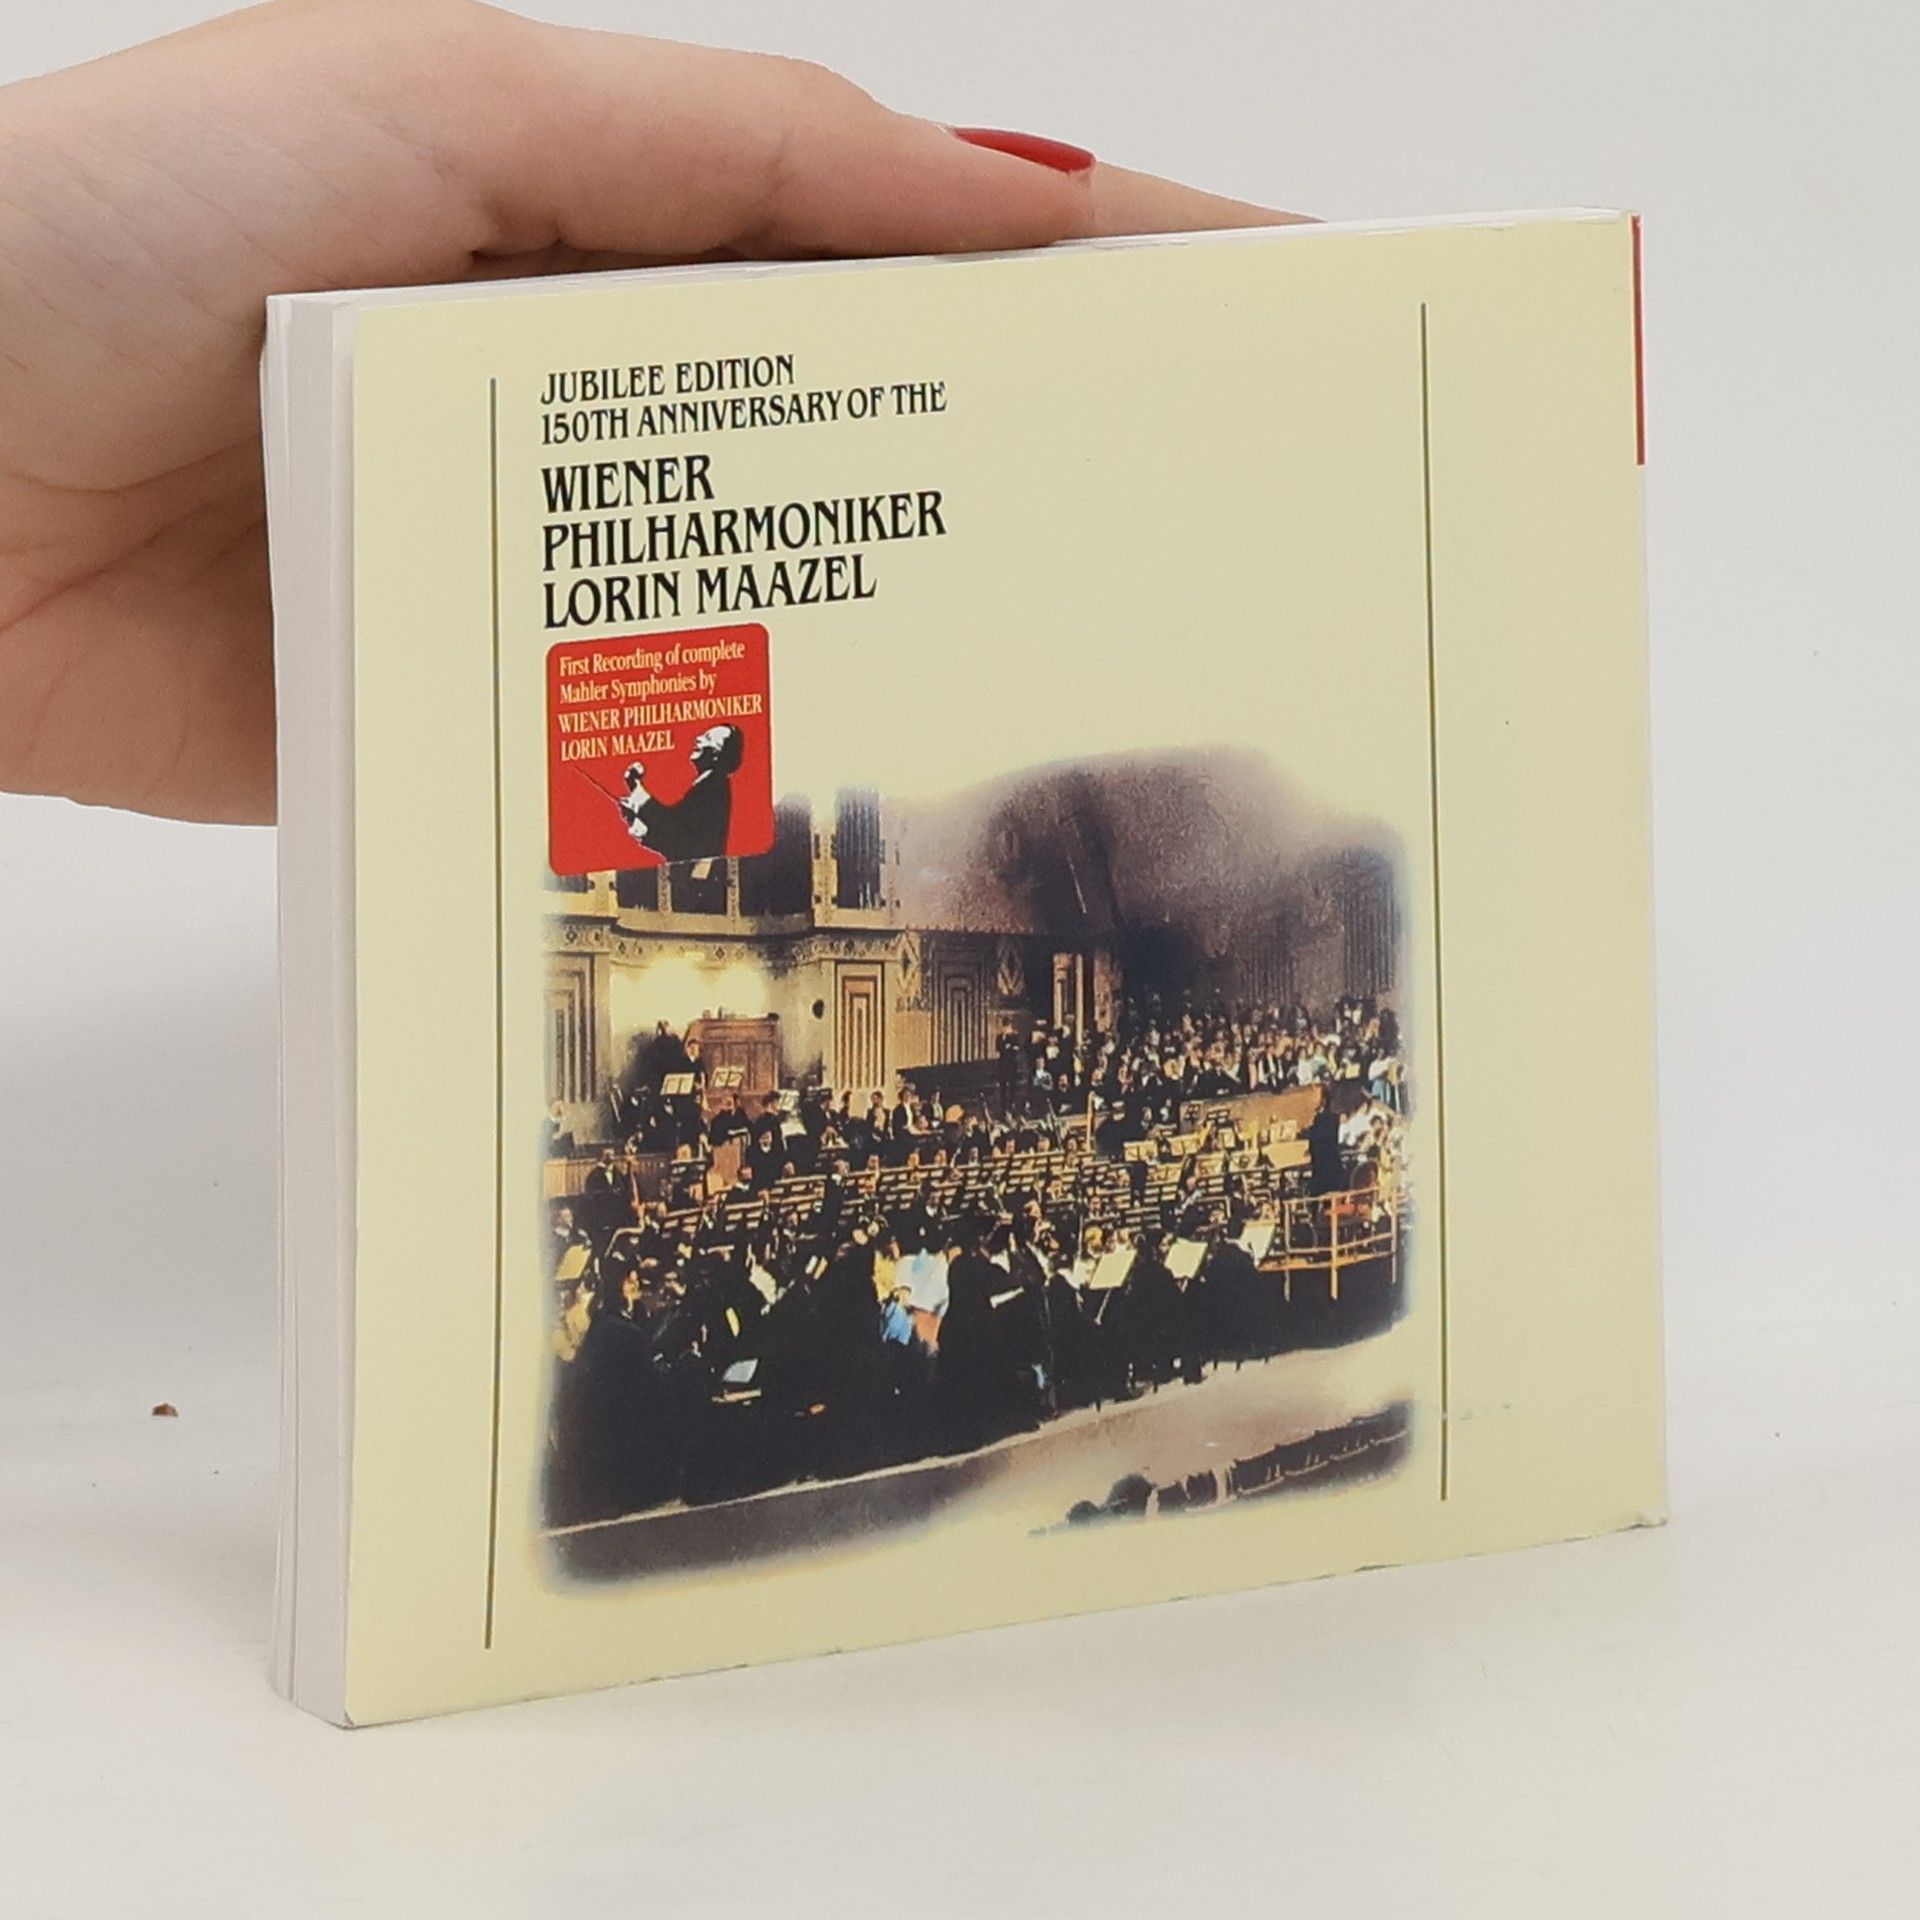 JUBILEE EDITION
150TH ANNIVERSARY OF THE
WIENER
PHILHARMONIKER
LORIN MAAZEL
First Recording of complete
Mahler Symphonies by
WIENER PHILHARMONIKER
LORIN MAAZEL